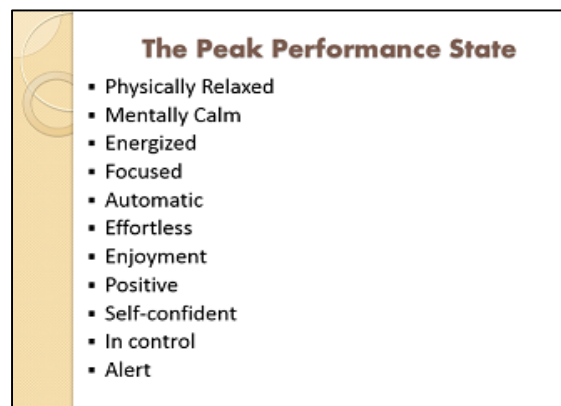 The Peak Performance State
▪ Physically Relaxed
▪ Mentally Calm
▪ Energized
▪ Focused
▪ Automatic
▪ Effortless
▪ Enjoyment
▪ Positive
▪ Self-confident
▪ In control
▪ Alert